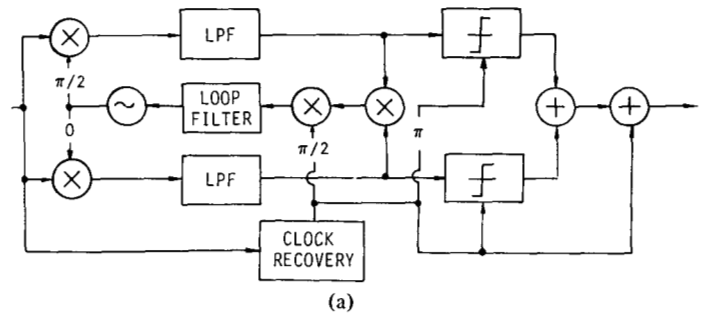 LPF
π/2
LOOP
FILTER
π
0
π/2
LPF
CLOCK
RECOVERY
(a)